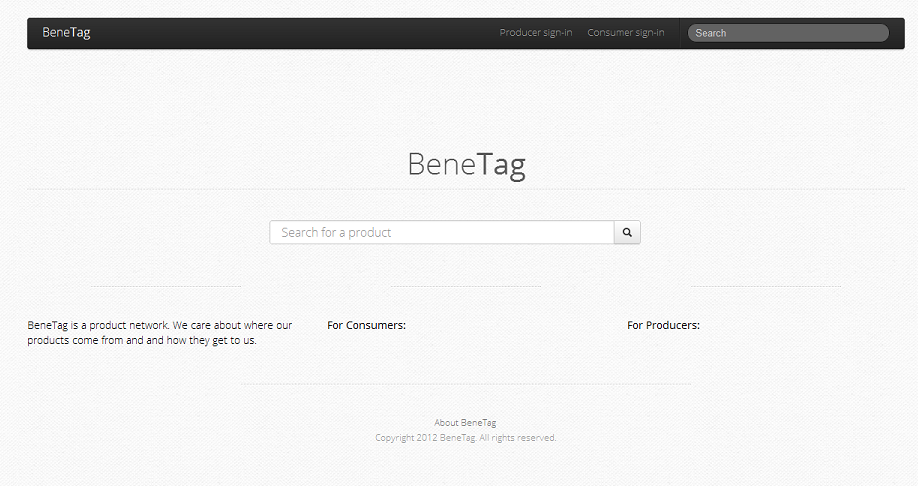 BeneTag
Producer sign-in
Consumer sign-in
Search
BeneTag
Search for a product
BeneTag is a product network. We care about where our
products come from and and how they get to us.
For Consumers:
For Producers:
About BeneTag
Copyright 2012 BeneTag. All rights reserved.